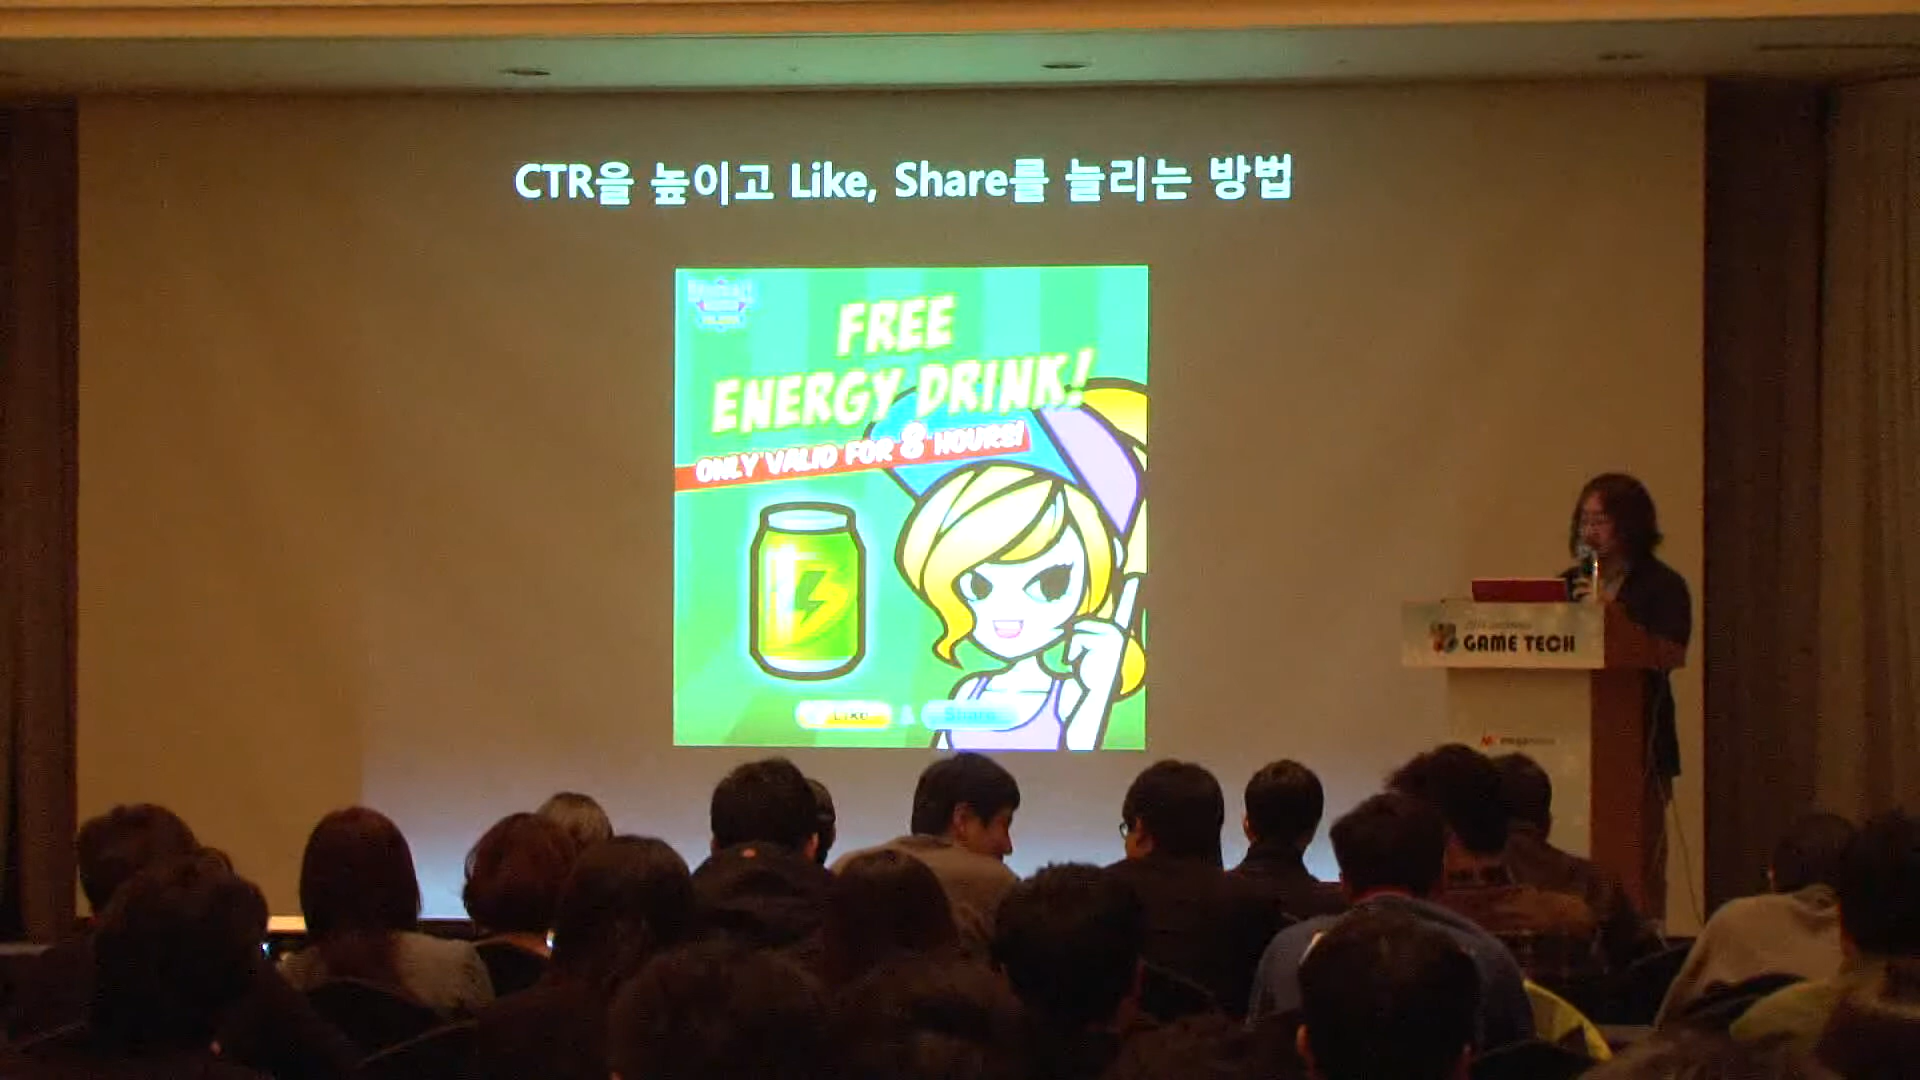 CTR을 높이고 Like, Share를 늘리는 방법
FREE
ENERGY DRINK!
ONLY VALID FOR 8 HOURS!
Like & Share
GAME TECH